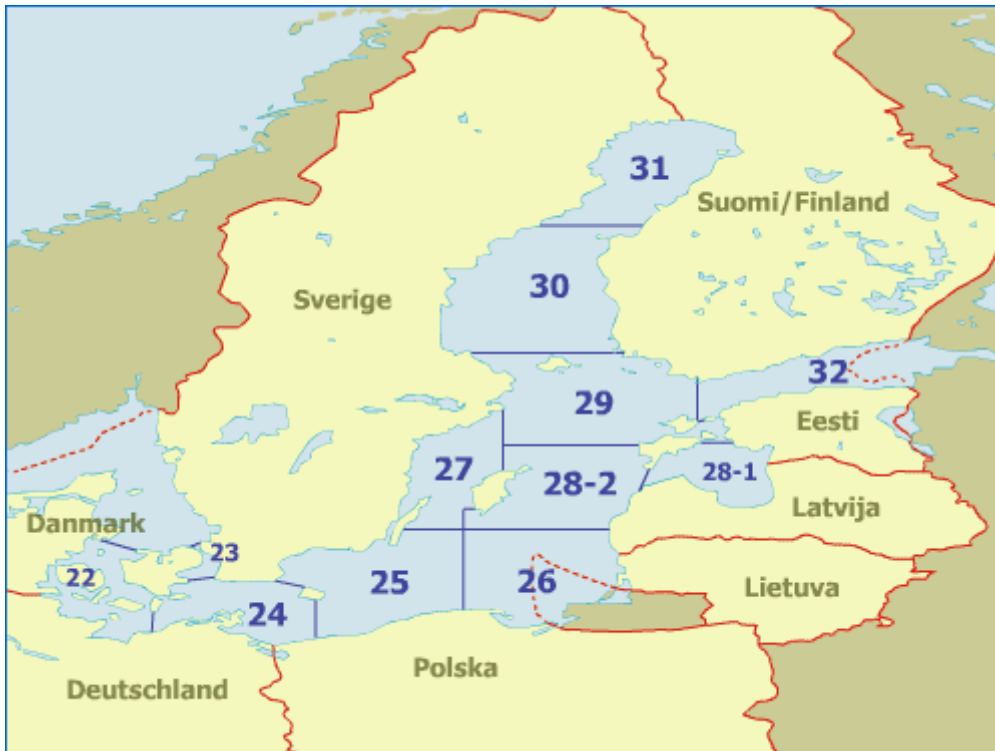 31
Suomi/Finland
30
Sverige
32
29
Eesti
27
28-2
28-1
Latvija
Danmark
23
22
25
26
Lietuva
24
Polska
Deutschland